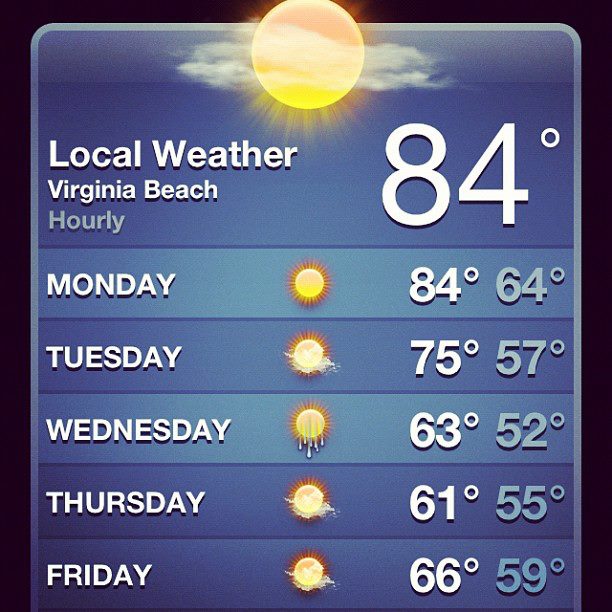 Local Weather
Virginia Beach
Hourly
84°
MONDAY 84° 64°
TUESDAY 75° 57°
WEDNESDAY 63° 52°
THURSDAY 61° 55°
FRIDAY 66° 59°